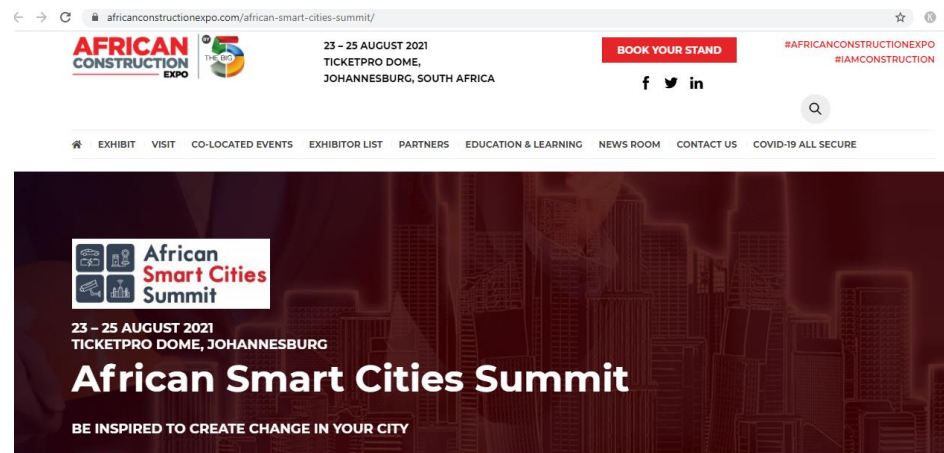 africanconstructionexpo.com/african-smart-cities-summit/
AFRICAN
CONSTRUCTION
EXPO
BY
THE BIG
5
23 – 25 AUGUST 2021
TICKETPRO DOME,
JOHANNESBURG, SOUTH AFRICA
BOOK YOUR STAND
#AFRICANCONSTRUCTIONEXPO
#IAMCONSTRUCTION
EXHIBIT VISIT CO-LOCATED EVENTS EXHIBITOR LIST PARTNERS EDUCATION & LEARNING NEWS ROOM CONTACT US COVID-19 ALL SECURE
African
Smart Cities
Summit
23 – 25 AUGUST 2021
TICKETPRO DOME, JOHANNESBURG
African Smart Cities Summit
BE INSPIRED TO CREATE CHANGE IN YOUR CITY